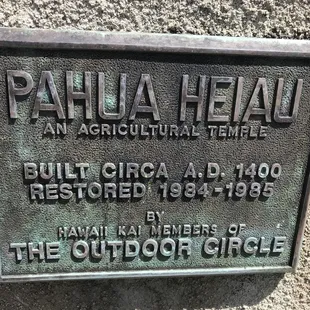 PAHUA HEIAU
AN AGRICULTURAL TEMPLE
BUILT CIRCA A.D. 1400
RESTORED 1984-1985
BY
HAWAII KAI MEMBERS OF
THE OUTDOOR CIRCLE